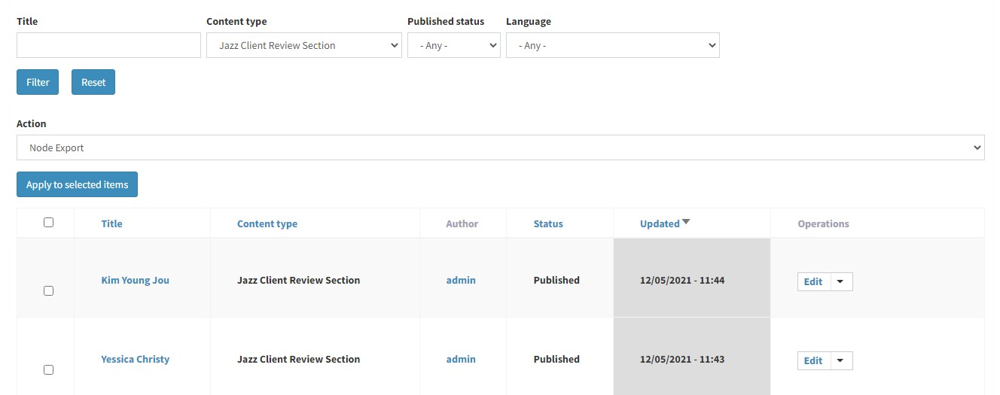 Title Content type Published status Language
Jazz Client Review Section - Any - - Any -
Filter Reset
Action
Node Export
Apply to selected items
Title Content type Author Status Updated Operations
Kim Young Jou Jazz Client Review Section admin Published 12/05/2021 - 11:44 Edit
Yessica Christy Jazz Client Review Section admin Published 12/05/2021 - 11:43 Edit